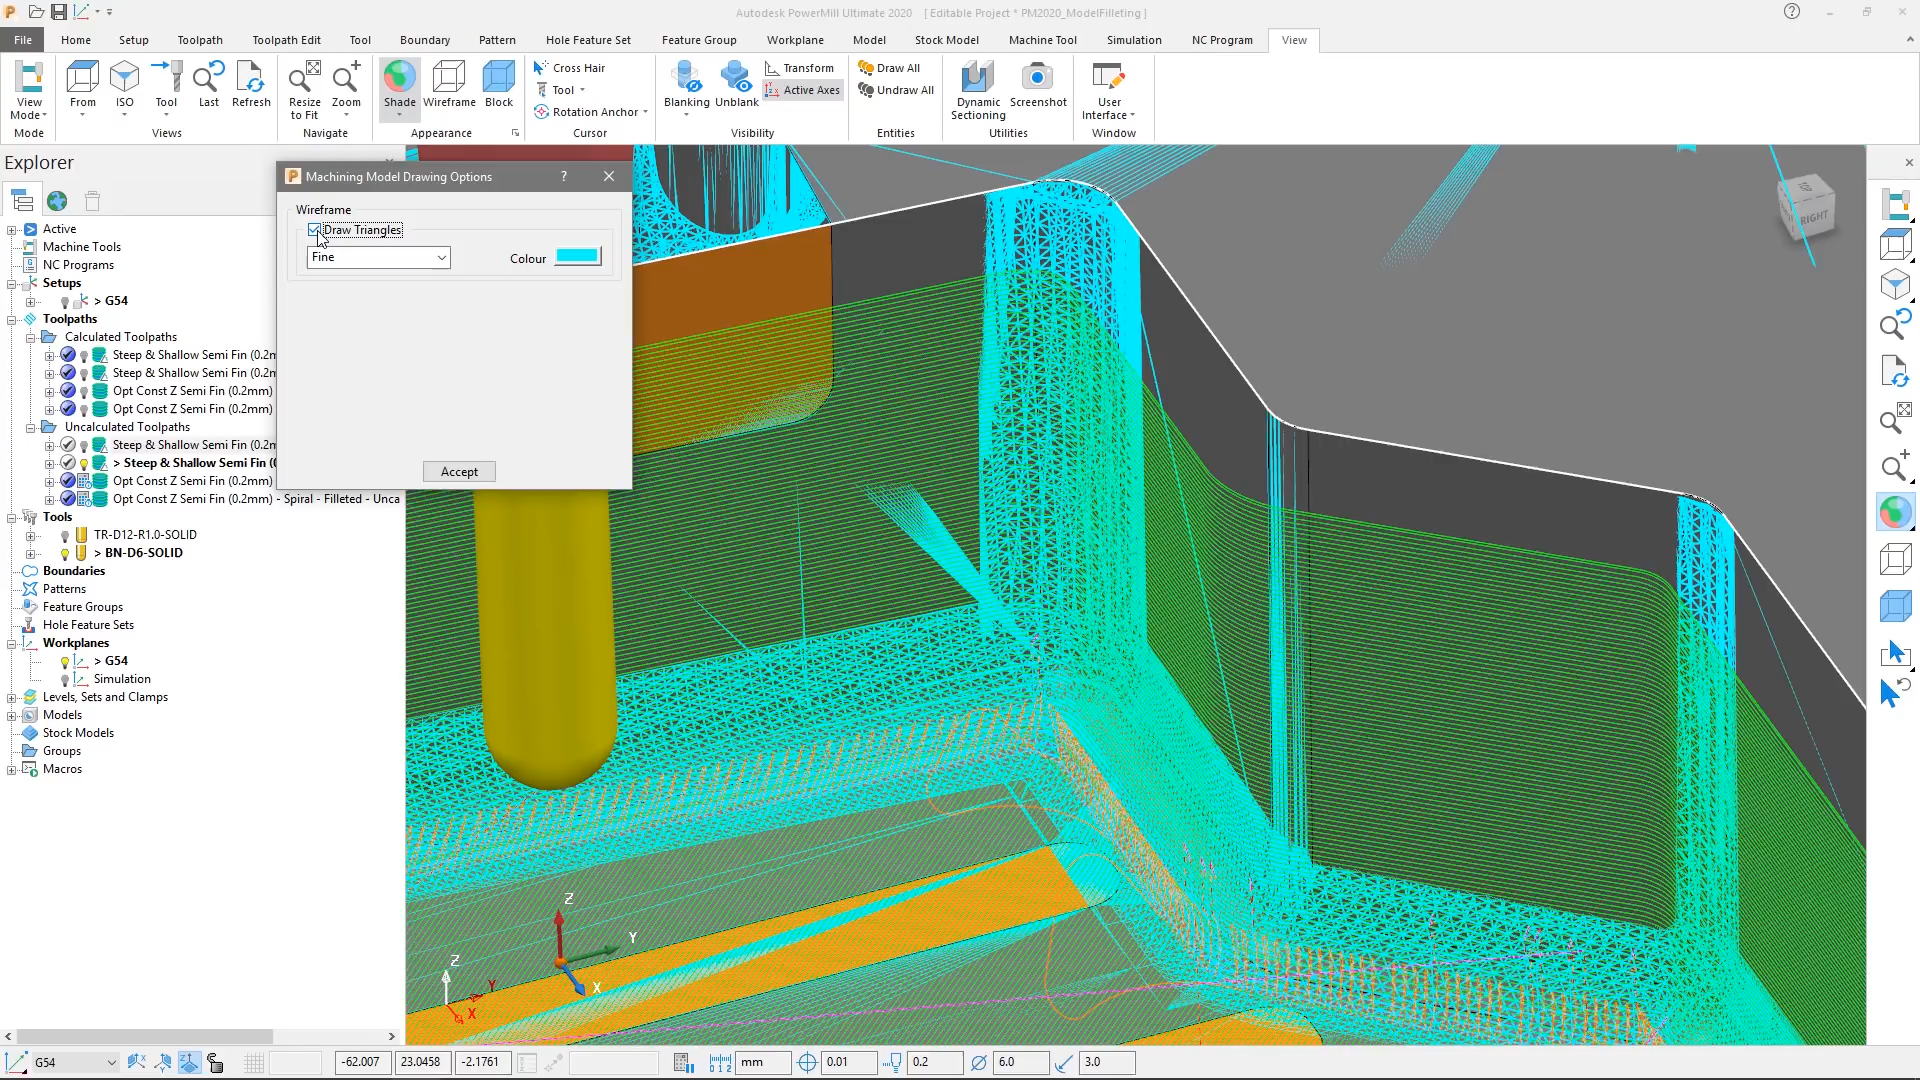 Autodesk PowerMill Ultimate 2020 [ Editable Project * PM2020_ModelFilleting ]
File Home Setup Toolpath Toolpath Edit Tool Boundary Pattern Hole Feature Set Feature Group Workplane Model Stock Model Machine Tool Simulation NC Program View
Cross Hair Transform Draw All
Tool Active Axes Undraw All
View From ISO Tool Last Refresh Resize Zoom Shade Wireframe Block Blanking Unblank Dynamic Screenshot User
Mode to Fit Rotation Anchor Sectioning Interface
Mode Views Navigate Appearance Cursor Visibility Entities Utilities Window
Explorer
Active
Machine Tools
NC Programs
Setups
> G54
Toolpaths
Calculated Toolpaths
Steep & Shallow Semi Fin (0.2m
Steep & Shallow Semi Fin (0.2m
Opt Const Z Semi Fin (0.2mm)
Opt Const Z Semi Fin (0.2mm)
Uncalculated Toolpaths
Steep & Shallow Semi Fin (0.2m
> Steep & Shallow Semi Fin (0
Opt Const Z Semi Fin (0.2mm)
Opt Const Z Semi Fin (0.2mm) - Spiral - Filleted - Unca
Tools
TR-D12-R1.0-SOLID
> BN-D6-SOLID
Boundaries
Patterns
Feature Groups
Hole Feature Sets
Workplanes
> G54
Simulation
Levels, Sets and Clamps
Models
Stock Models
Groups
Macros
Machining Model Drawing Options ?
Wireframe
Draw Triangles
Fine Colour
Accept
TOP
RIGHT
Z
Y
X
Z
Y
X
G54 -62.007 23.0458 -2.1761 mm 0.01 0.2 6.0 3.0